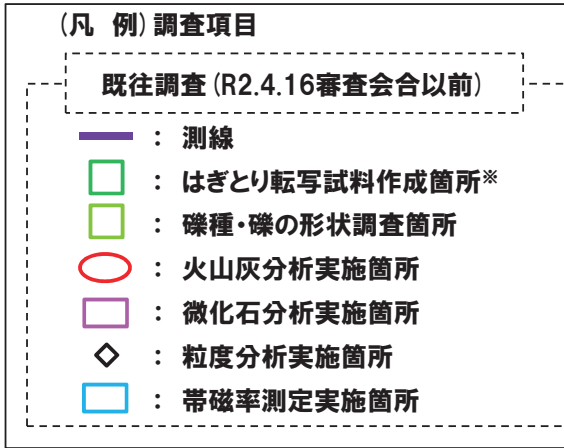 (凡 例)調査項目
既往調査(R2.4.16審査会合以前)
： 測線
： はぎとり転写試料作成箇所※
： 礫種・礫の形状調査箇所
： 火山灰分析実施箇所
： 微化石分析実施箇所
： 粒度分析実施箇所
： 帯磁率測定実施箇所